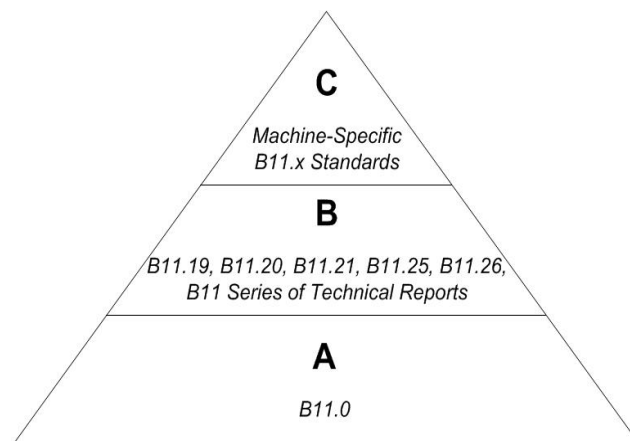 C
Machine-Specific
B11.x Standards
B
B11.19, B11.20, B11.21, B11.25, B11.26,
B11 Series of Technical Reports
A
B11.0